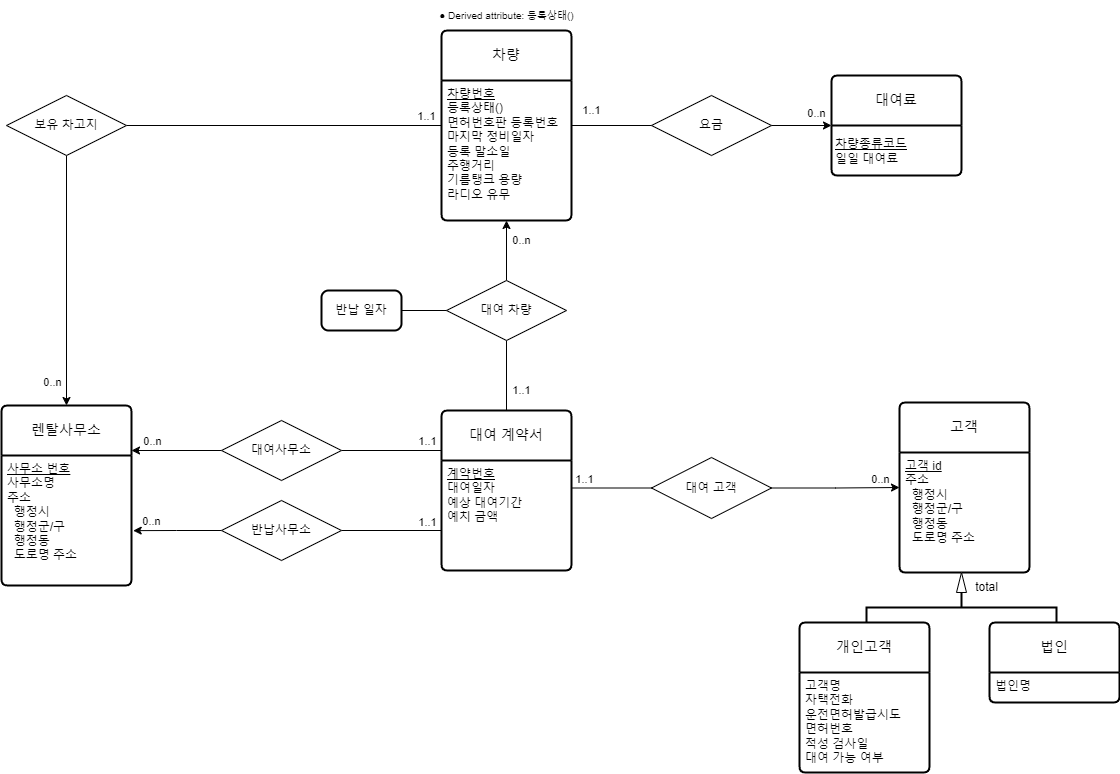 ● Derived attribute: 등록상태()
차량
차량번호
등록상태()
면허번호판 등록번호
마지막 정비일자
등록 말소일
주행거리
기름탱크 용량
라디오 유무
보유 차고지
1..1
1..1
요금
0..n
대여료
차량종류코드
일일 대여료
0..n
반납 일자
대여 차량
1..1
0..n
렌탈사무소
사무소 번호
사무소명
주소
행정시
행정군/구
행정동
도로명 주소
0..n
대여사무소
1..1
0..n
반납사무소
1..1
대여 계약서
계약번호
대여일자
예상 대여기간
예치 금액
1..1
대여 고객
0..n
고객
고객 id
주소
행정시
행정군/구
행정동
도로명 주소
total
개인고객
고객명
자택전화
운전면허발급시도
면허번호
적성 검사일
대여 가능 여부
법인
법인명